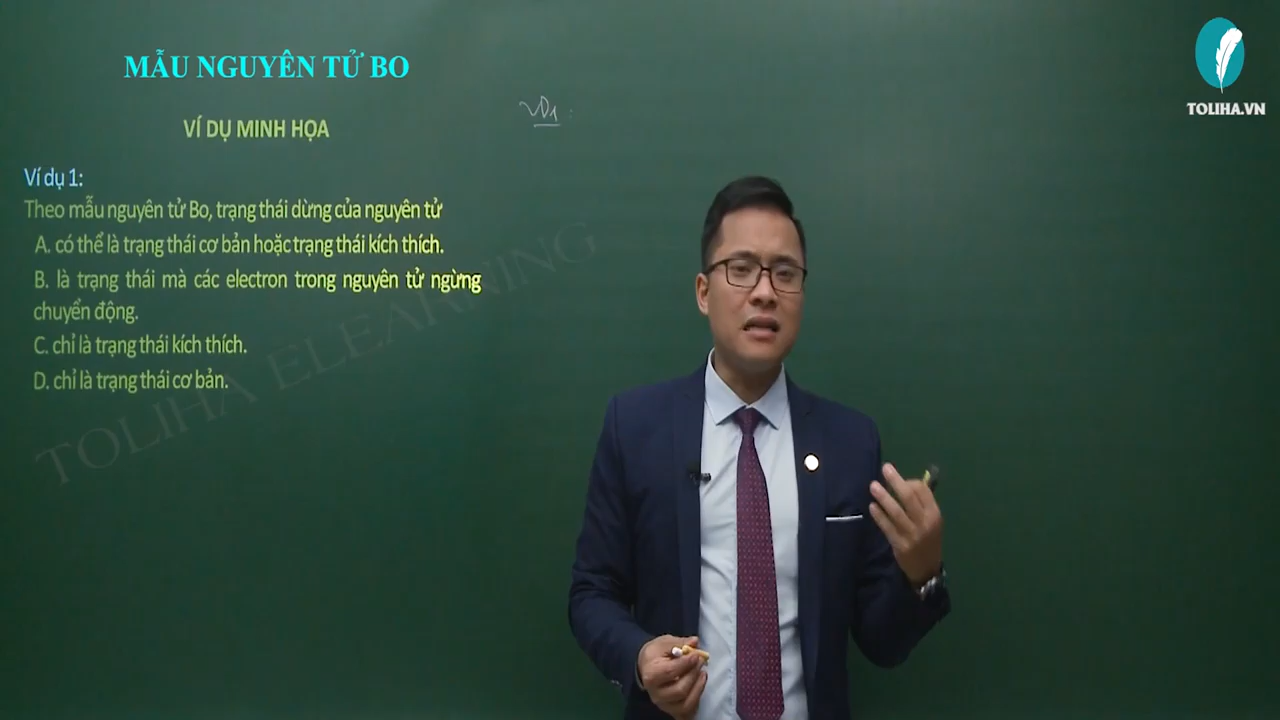 MẪU NGUYÊN TỬ BO
VÍ DỤ MINH HỌA
Ví dụ 1:
Theo mẫu nguyên tử Bo, trạng thái dừng của nguyên tử
A. có thể là trạng thái cơ bản hoặc trạng thái kích thích.
B. là trạng thái mà các electron trong nguyên tử ngừng
chuyển động.
C. chỉ là trạng thái kích thích.
D. chỉ là trạng thái cơ bản.
VD1:
TOLIHA.VN
TOLIHA ELEARNING